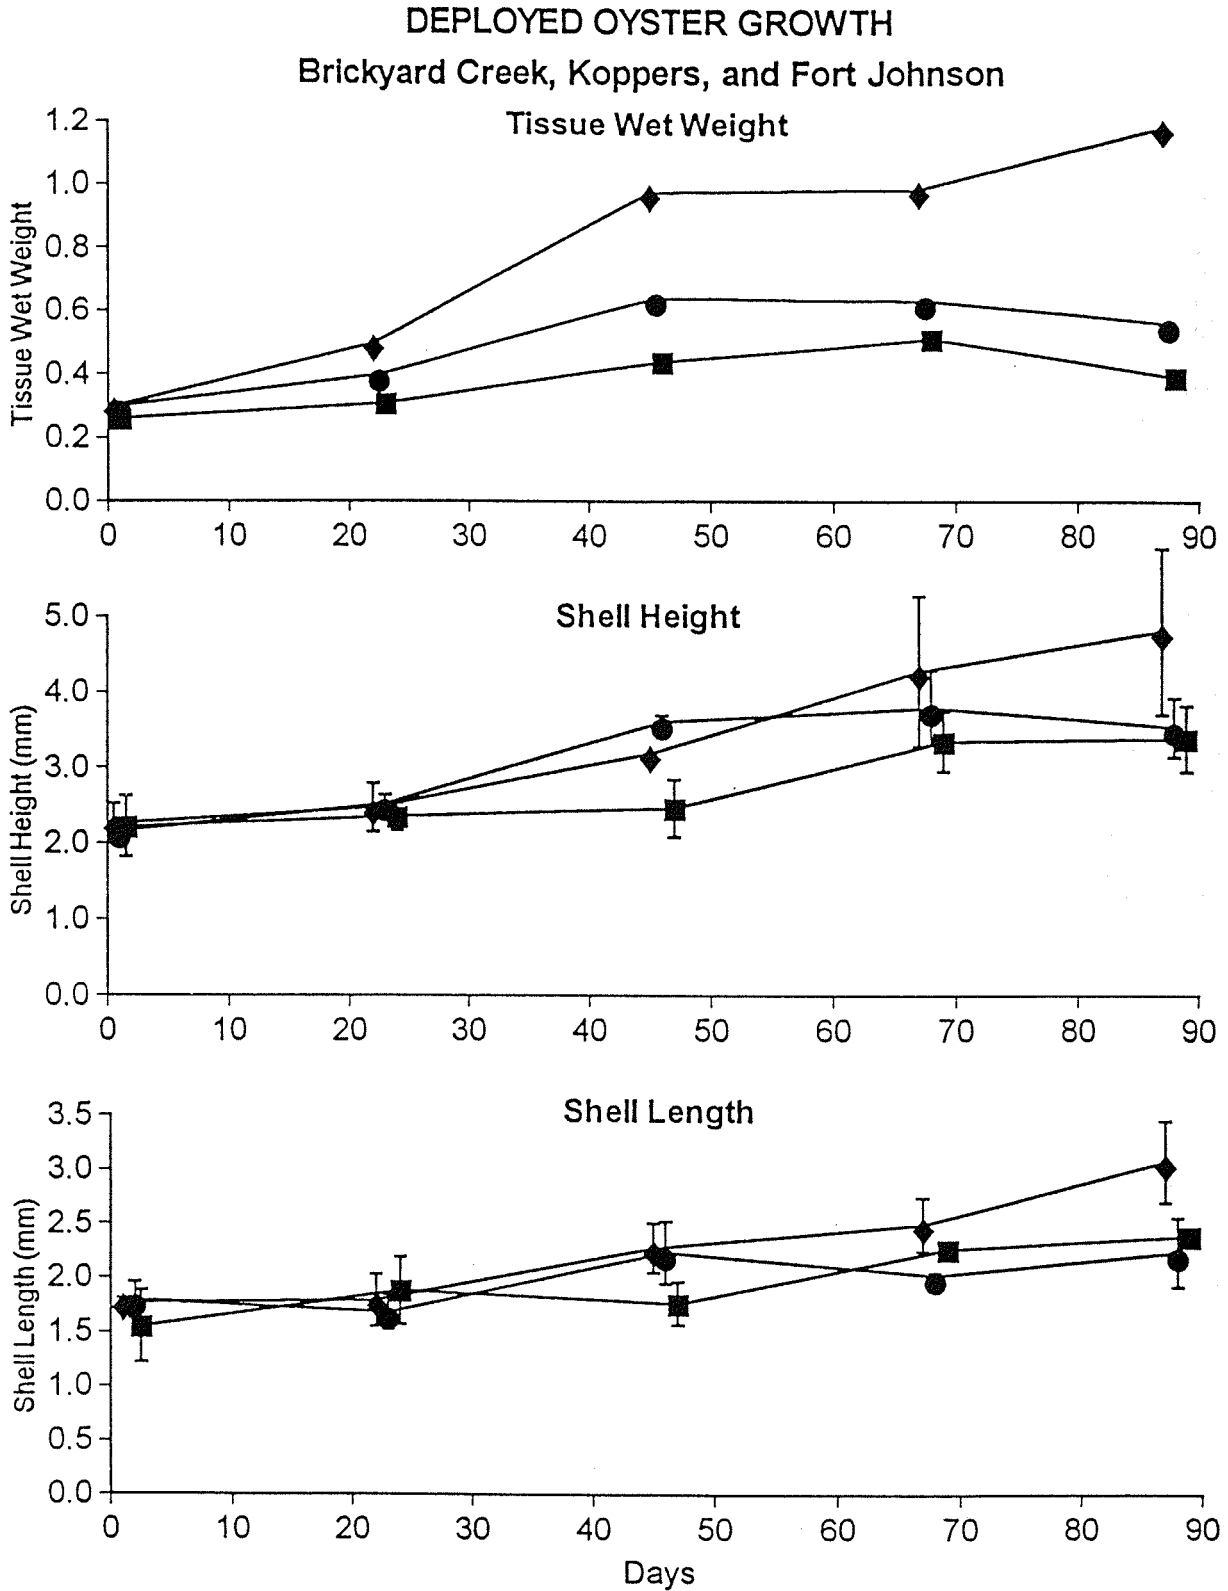 DEPLOYED OYSTER GROWTH
Brickyard Creek, Koppers, and Fort Johnson
Tissue Wet Weight
Tissue Wet Weight
1.2
1.0
0.8
0.6
0.4
0.2
0.0
0 10 20 30 40 50 60 70 80 90
Shell Height
Shell Height (mm)
5.0
4.0
3.0
2.0
1.0
0.0
0 10 20 30 40 50 60 70 80 90
Shell Length
Shell Length (mm)
3.5
3.0
2.5
2.0
1.5
1.0
0.5
0.0
0 10 20 30 40 50 60 70 80 90
Days